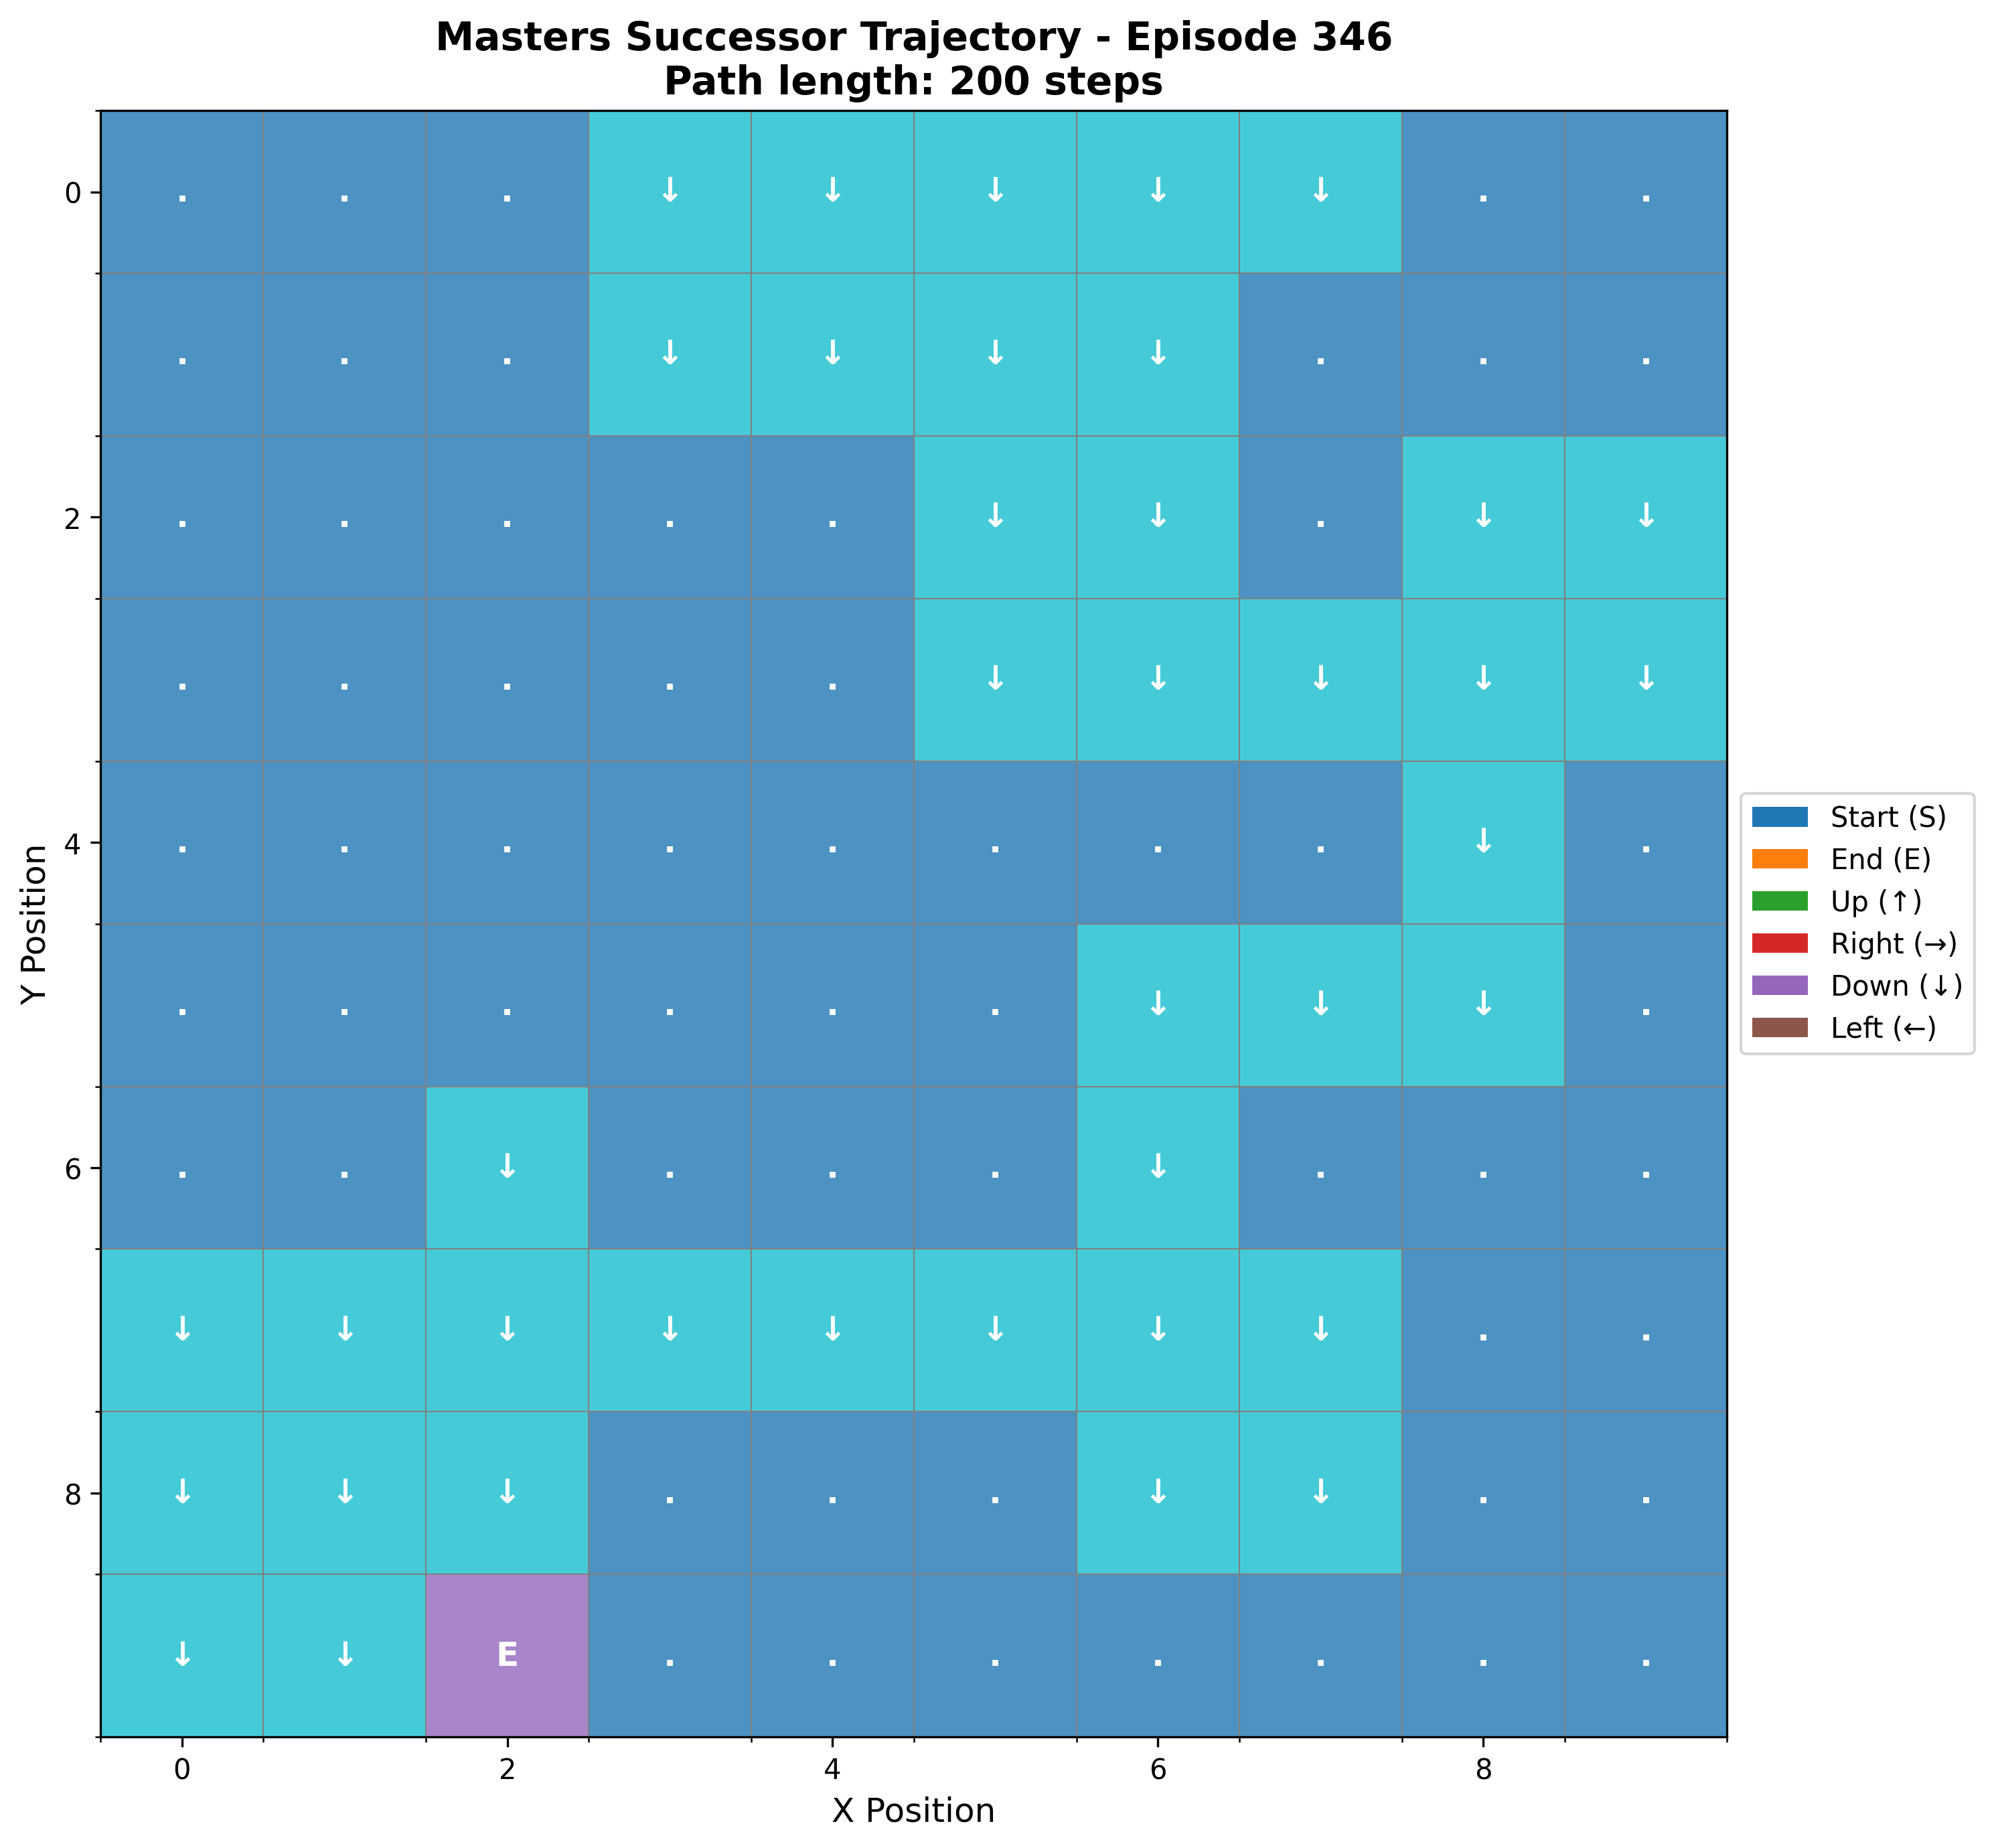 Masters Successor Trajectory - Episode 346
Path length: 200 steps
0 . . . ↓ ↓ ↓ ↓ ↓ . .
. . . ↓ ↓ ↓ ↓ . . .
2 . . . . . ↓ ↓ . ↓ ↓
. . . . . ↓ ↓ ↓ ↓ ↓
4 . . . . . . . . ↓ .
. . . . . . ↓ ↓ ↓ .
6 . . ↓ . . . ↓ . . .
↓ ↓ ↓ ↓ ↓ ↓ ↓ ↓ . .
8 ↓ ↓ ↓ . . . ↓ ↓ . .
↓ ↓ E . . . . . . .
0 2 4 6 8
X Position
Y Position
Start (S)
End (E)
Up (↑)
Right (→)
Down (↓)
Left (←)